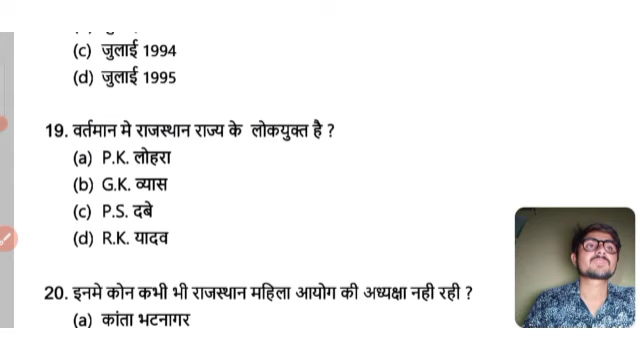 (c) जुलाई 1994
(d) जुलाई 1995
19. वर्तमान मे राजस्थान राज्य के लोकयुक्त है ?
(a) P.K. लोहरा
(b) G.K. व्यास
(c) P.S. दबे
(d) R.K. यादव
20. इनमे कोन कभी भी राजस्थान महिला आयोग की अध्यक्षा नही रही ?
(a) कांता भटनागर